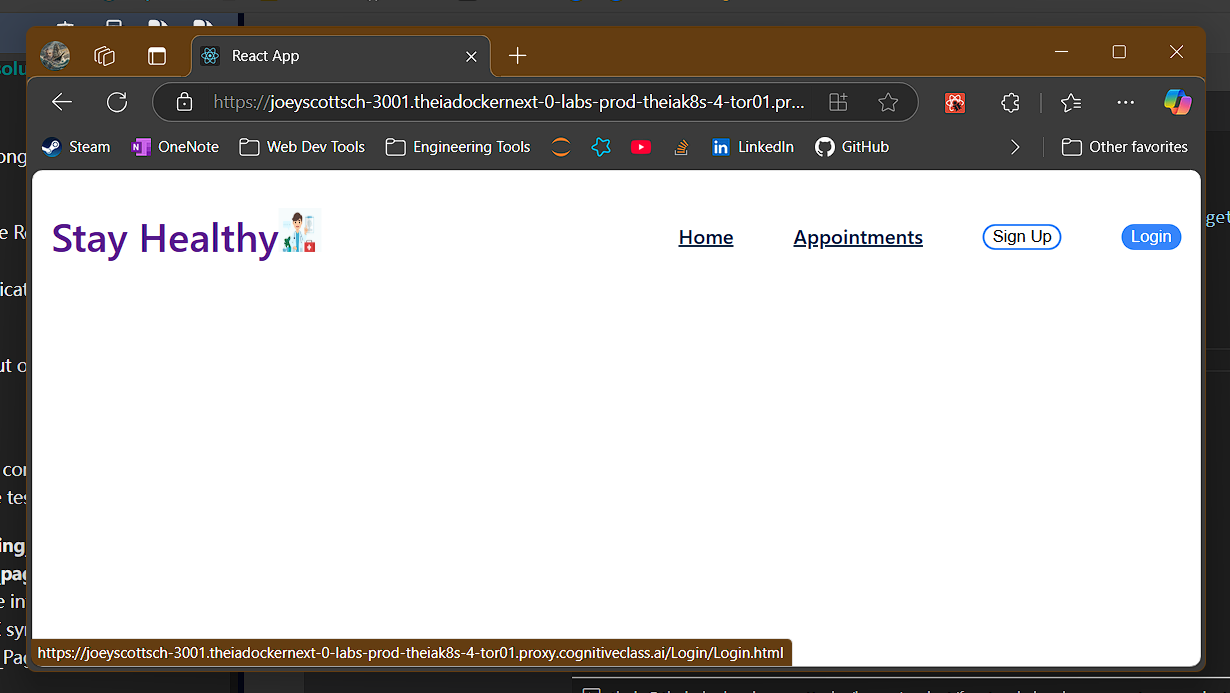 React App
https://joeyscottsch-3001.theiadockernext-0-labs-prod-theiak8s-4-tor01.pr...
Steam OneNote Web Dev Tools Engineering Tools LinkedIn GitHub Other favorites
Stay Healthy Home Appointments Sign Up Login
https://joeyscottsch-3001.theiadockernext-0-labs-prod-theiak8s-4-tor01.proxy.cognitiveclass.ai/Login/Login.html